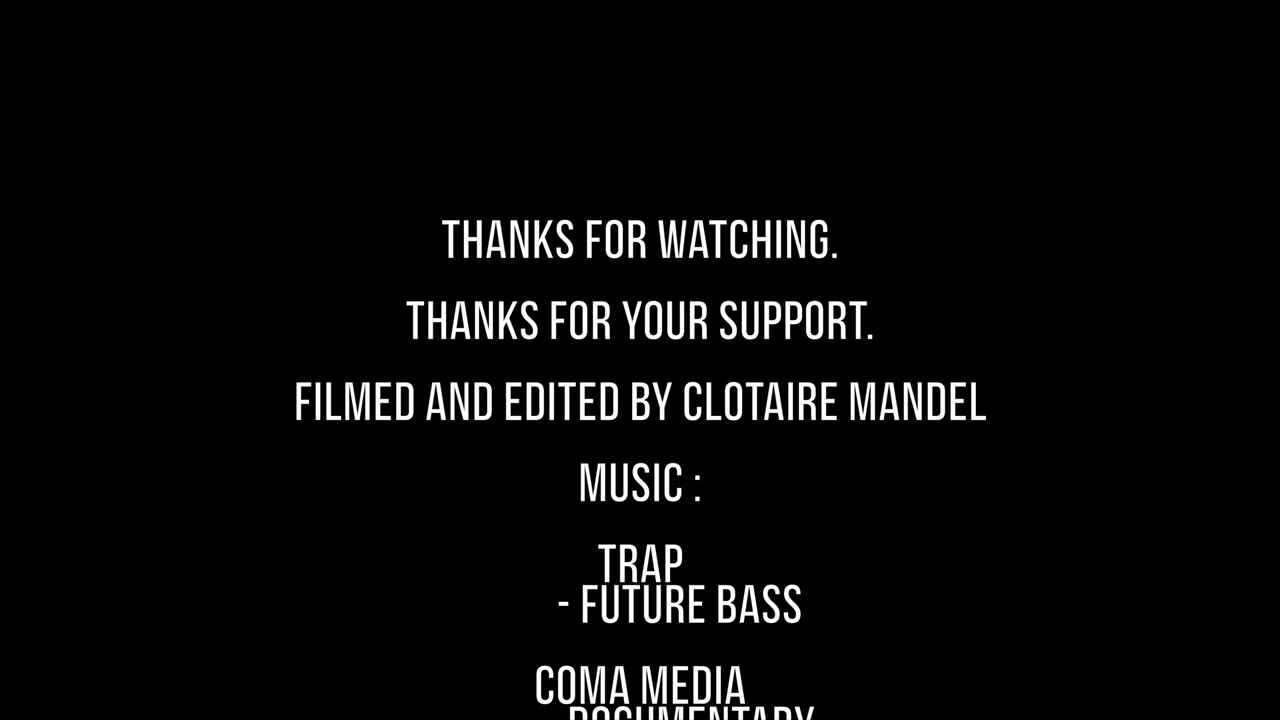 THANKS FOR WATCHING.
THANKS FOR YOUR SUPPORT.
FILMED AND EDITED BY CLOTAIRE MANDEL
MUSIC :
TRAP
- FUTURE BASS
COMA MEDIA
DOCUMENTARY